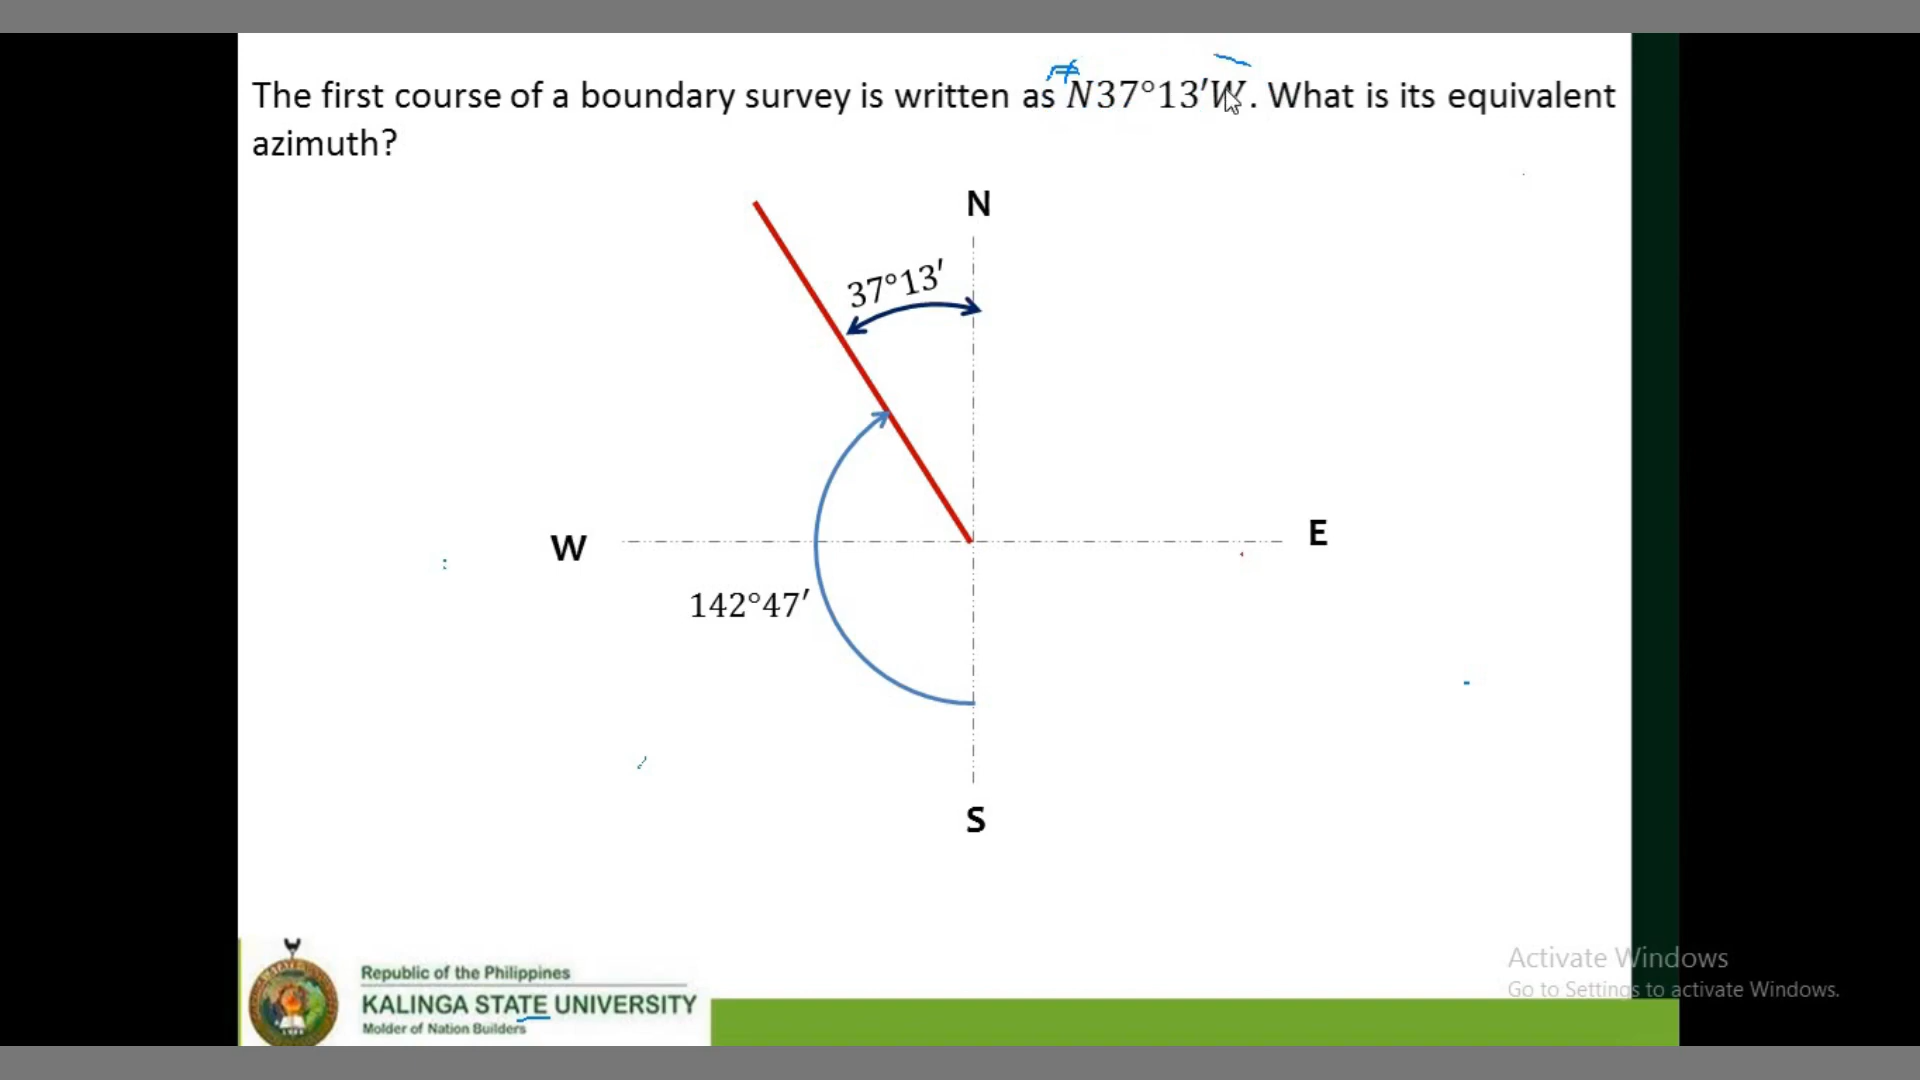 The first course of a boundary survey is written as N37°13′W. What is its equivalent
azimuth?
N
37°13′
W
E
142°47′
S
Republic of the Philippines
KALINGA STATE UNIVERSITY
Molder of Nation Builders
Activate Windows
Go to Settings to activate Windows.